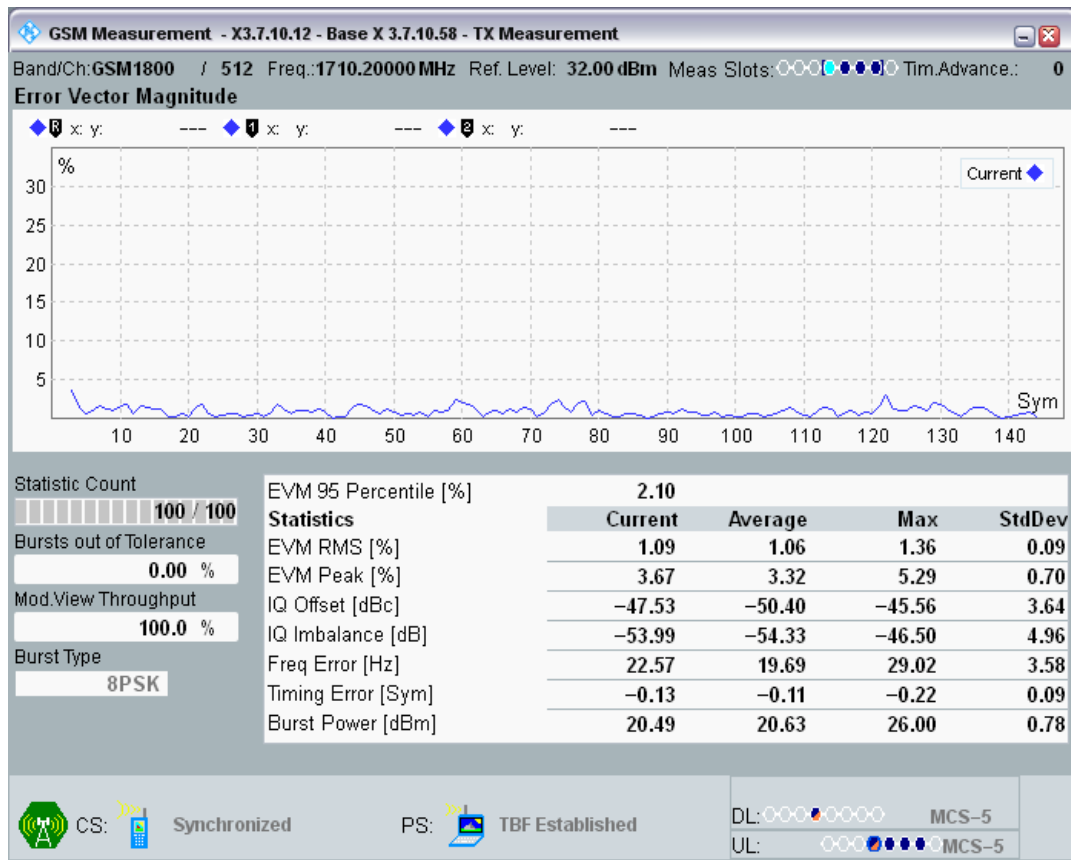 GSM Measurement - X3.7.10.12 - Base X 3.7.10.58 - TX Measurement
Band/Ch:GSM1800 / 512 Freq.:1710.20000 MHz Ref. Level: 32.00 dBm Meas Slots: Tim.Advance.: 0
Error Vector Magnitude
R x: y: --- 1 x: y: --- 2 x: y: ---
%
Current
30
25
20
15
10
5
Sym
10 20 30 40 50 60 70 80 90 100 110 120 130 140
Statistic Count
100 / 100
Bursts out of Tolerance
0.00 %
Mod.View Throughput
100.0 %
Burst Type
8PSK
EVM 95 Percentile [%] 2.10
Statistics Current Average Max StdDev
EVM RMS [%] 1.09 1.06 1.36 0.09
EVM Peak [%] 3.67 3.32 5.29 0.70
IQ Offset [dBc] −47.53 −50.40 −45.56 3.64
IQ Imbalance [dB] −53.99 −54.33 −46.50 4.96
Freq Error [Hz] 22.57 19.69 29.02 3.58
Timing Error [Sym] −0.13 −0.11 −0.22 0.09
Burst Power [dBm] 20.49 20.63 26.00 0.78
CS: Synchronized PS: TBF Established
DL: MCS−5
UL: MCS−5